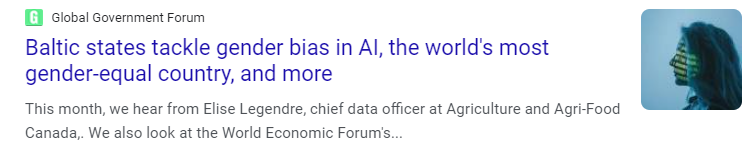 G Global Government Forum
Baltic states tackle gender bias in AI, the world's most
gender-equal country, and more
This month, we hear from Elise Legendre, chief data officer at Agriculture and Agri-Food
Canada,. We also look at the World Economic Forum's...